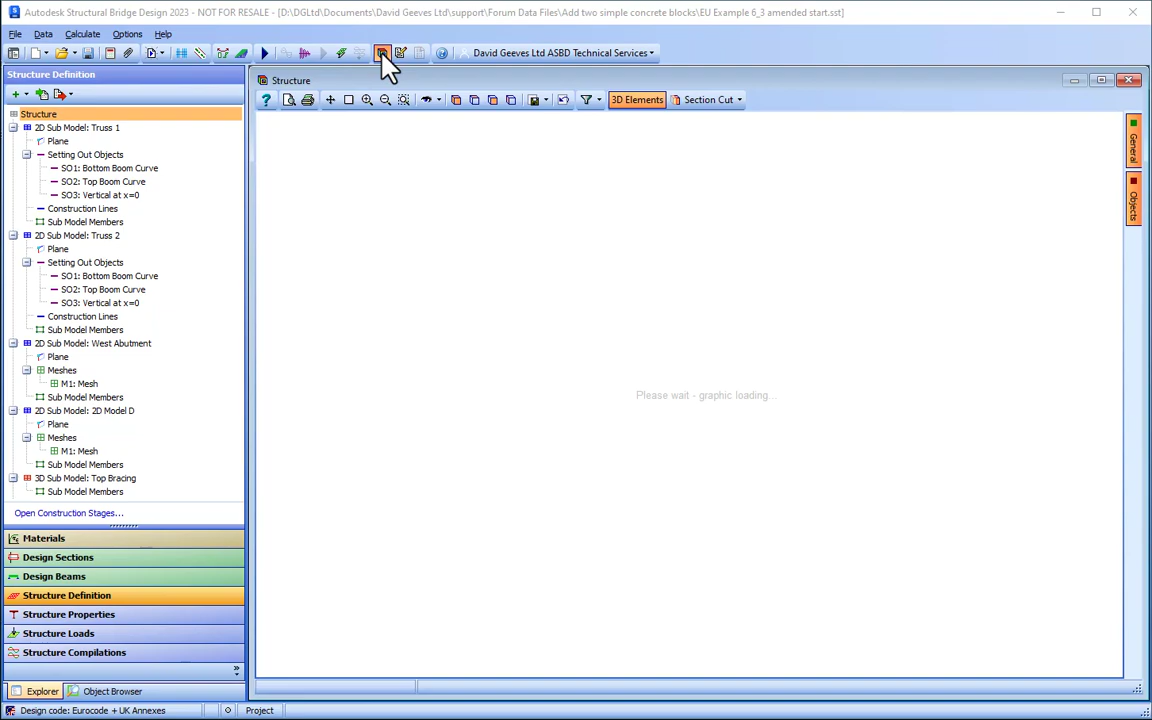 Autodesk Structural Bridge Design 2023 - NOT FOR RESALE - [D:\DGLtd\Documents\David Geeves Ltd\support\Forum Data Files\Add two simple concrete blocks\EU Example 6_3 amended start.sst]
File Data Calculate Options Help
David Geeves Ltd ASBD Technical Services
Structure Definition
Structure
3D Elements Section Cut
Structure
2D Sub Model: Truss 1
Plane
Setting Out Objects
SO1: Bottom Boom Curve
SO2: Top Boom Curve
SO3: Vertical at x=0
Construction Lines
Sub Model Members
2D Sub Model: Truss 2
Plane
Setting Out Objects
SO1: Bottom Boom Curve
SO2: Top Boom Curve
SO3: Vertical at x=0
Construction Lines
Sub Model Members
2D Sub Model: West Abutment
Plane
Meshes
M1: Mesh
Sub Model Members
2D Sub Model: 2D Model D
Plane
Meshes
M1: Mesh
Sub Model Members
3D Sub Model: Top Bracing
Sub Model Members
Open Construction Stages...
Please wait - graphic loading...
General
Objects
Materials
Design Sections
Design Beams
Structure Definition
Structure Properties
Structure Loads
Structure Compilations
Explorer Object Browser
Design code: Eurocode + UK Annexes Project